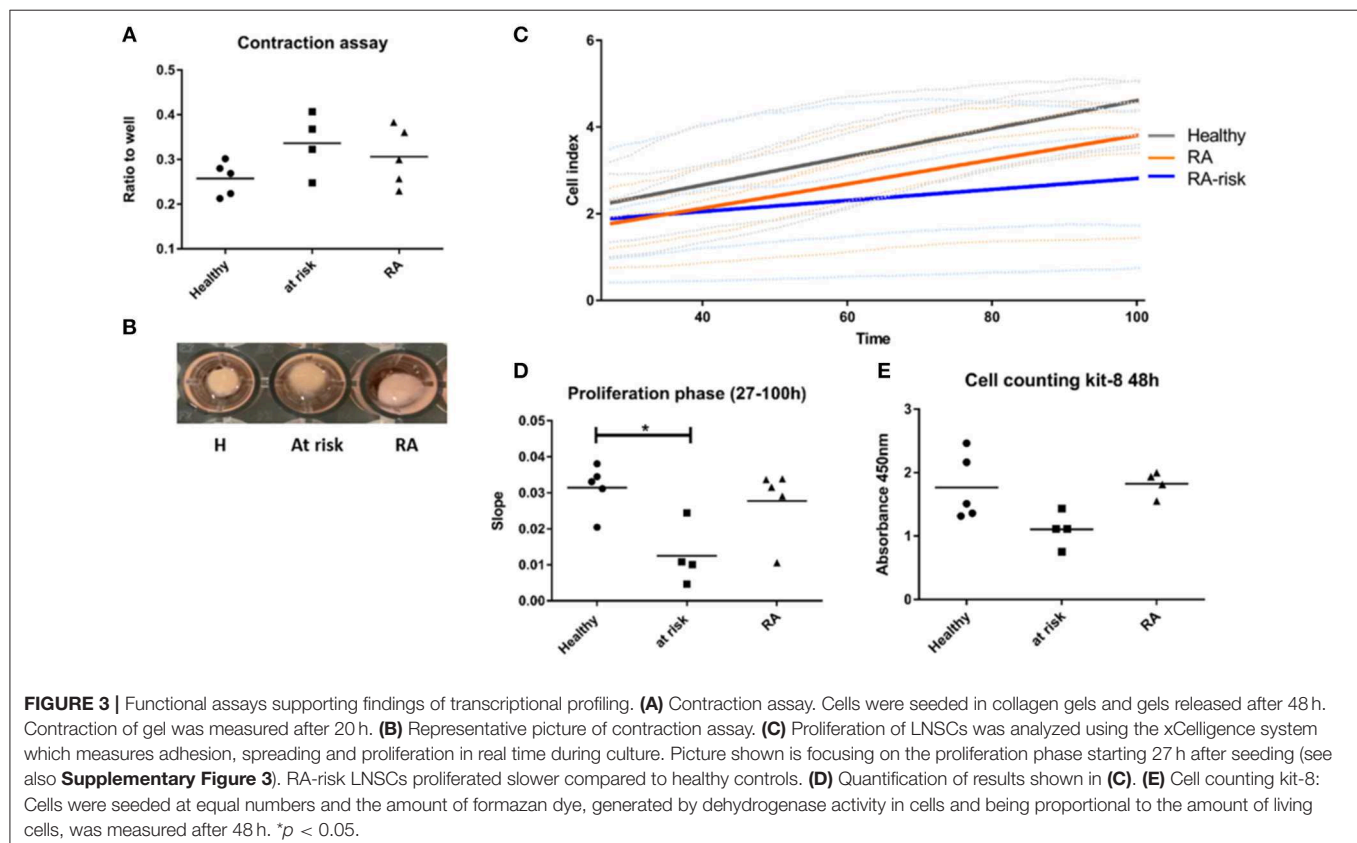 A
Contraction assay
0.5
0.4
0.3
0.2
0.1
Ratio to well
Healthy
at risk
RA
B
H At risk RA
C
6
4
2
0
Cell index
40 60 80 100
Time
Healthy
RA
RA-risk
D
Proliferation phase (27-100h)
*
0.05
0.04
0.03
0.02
0.01
0.00
Slope
Healthy
at risk
RA
E
Cell counting kit-8 48h
3
2
1
0
Absorbance 450nm
Healthy
at risk
RA
FIGURE 3 | Functional assays supporting findings of transcriptional profiling. (A) Contraction assay. Cells were seeded in collagen gels and gels released after 48 h.
Contraction of gel was measured after 20 h. (B) Representative picture of contraction assay. (C) Proliferation of LNSCs was analyzed using the xCelligence system
which measures adhesion, spreading and proliferation in real time during culture. Picture shown is focusing on the proliferation phase starting 27 h after seeding (see
also Supplementary Figure 3). RA-risk LNSCs proliferated slower compared to healthy controls. (D) Quantification of results shown in (C). (E) Cell counting kit-8:
Cells were seeded at equal numbers and the amount of formazan dye, generated by dehydrogenase activity in cells and being proportional to the amount of living
cells, was measured after 48 h. *p < 0.05.